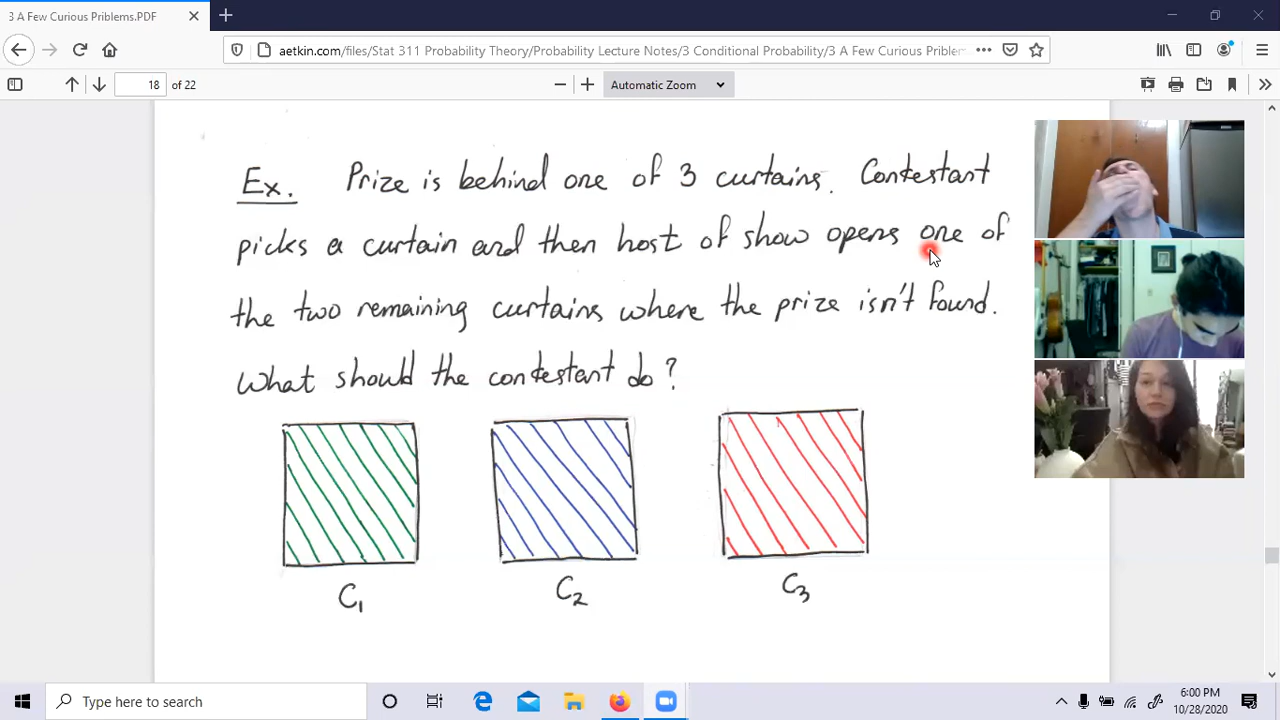 3 A Few Curious Priblems.PDF
aetkin.com/files/Stat 311 Probability Theory/Probability Lecture Notes/3 Conditional Probability/3 A Few Curious Priblem
18 of 22
Automatic Zoom
Ex. Prize is behind one of 3 curtains. Contestant
picks a curtain and then host of show opens one of
the two remaining curtains where the prize isn't found.
What should the contestant do?
C1 C2 C3
Type here to search
6:00 PM
10/28/2020